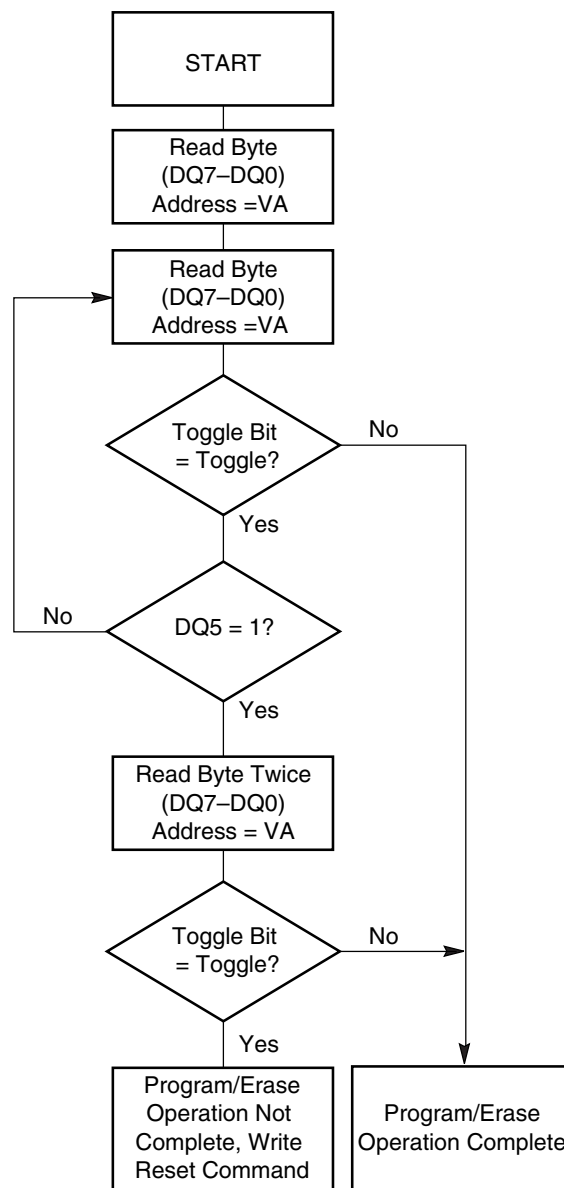 START
Read Byte
(DQ7–DQ0)
Address =VA
Read Byte
(DQ7–DQ0)
Address =VA
Toggle Bit
= Toggle?
No
Yes
No
DQ5 = 1?
Yes
Read Byte Twice
(DQ7–DQ0)
Address = VA
Toggle Bit
= Toggle?
No
Yes
Program/Erase
Operation Not
Complete, Write
Reset Command
Program/Erase
Operation Complete